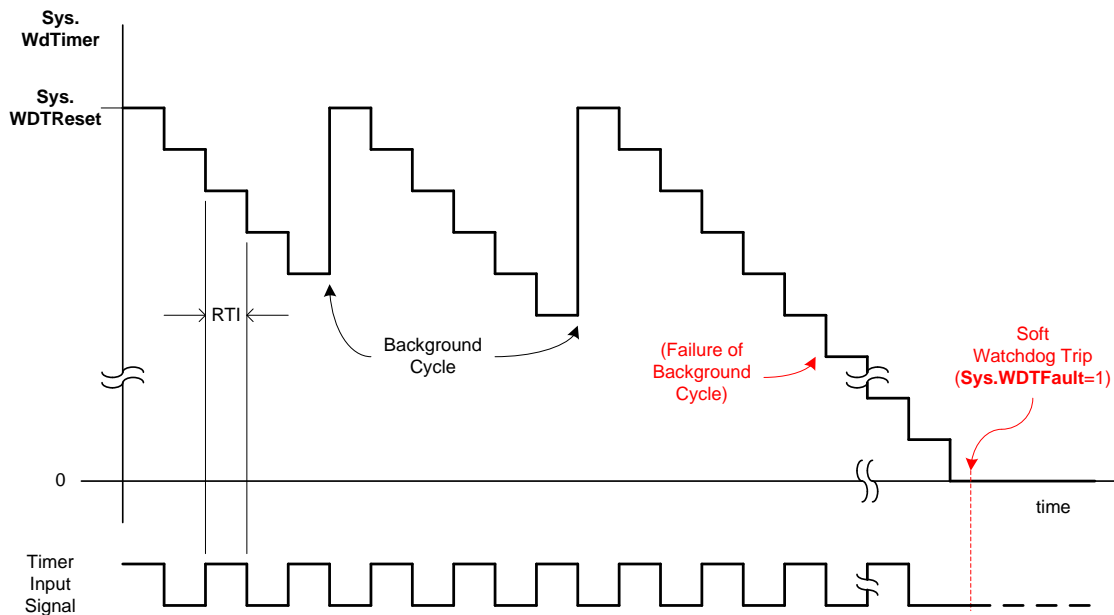 Sys.
WdTimer
Sys.
WDTReset
RTI
Background
Cycle
(Failure of
Background
Cycle)
Soft
Watchdog Trip
(Sys.WDTFault=1)
0
time
Timer
Input
Signal